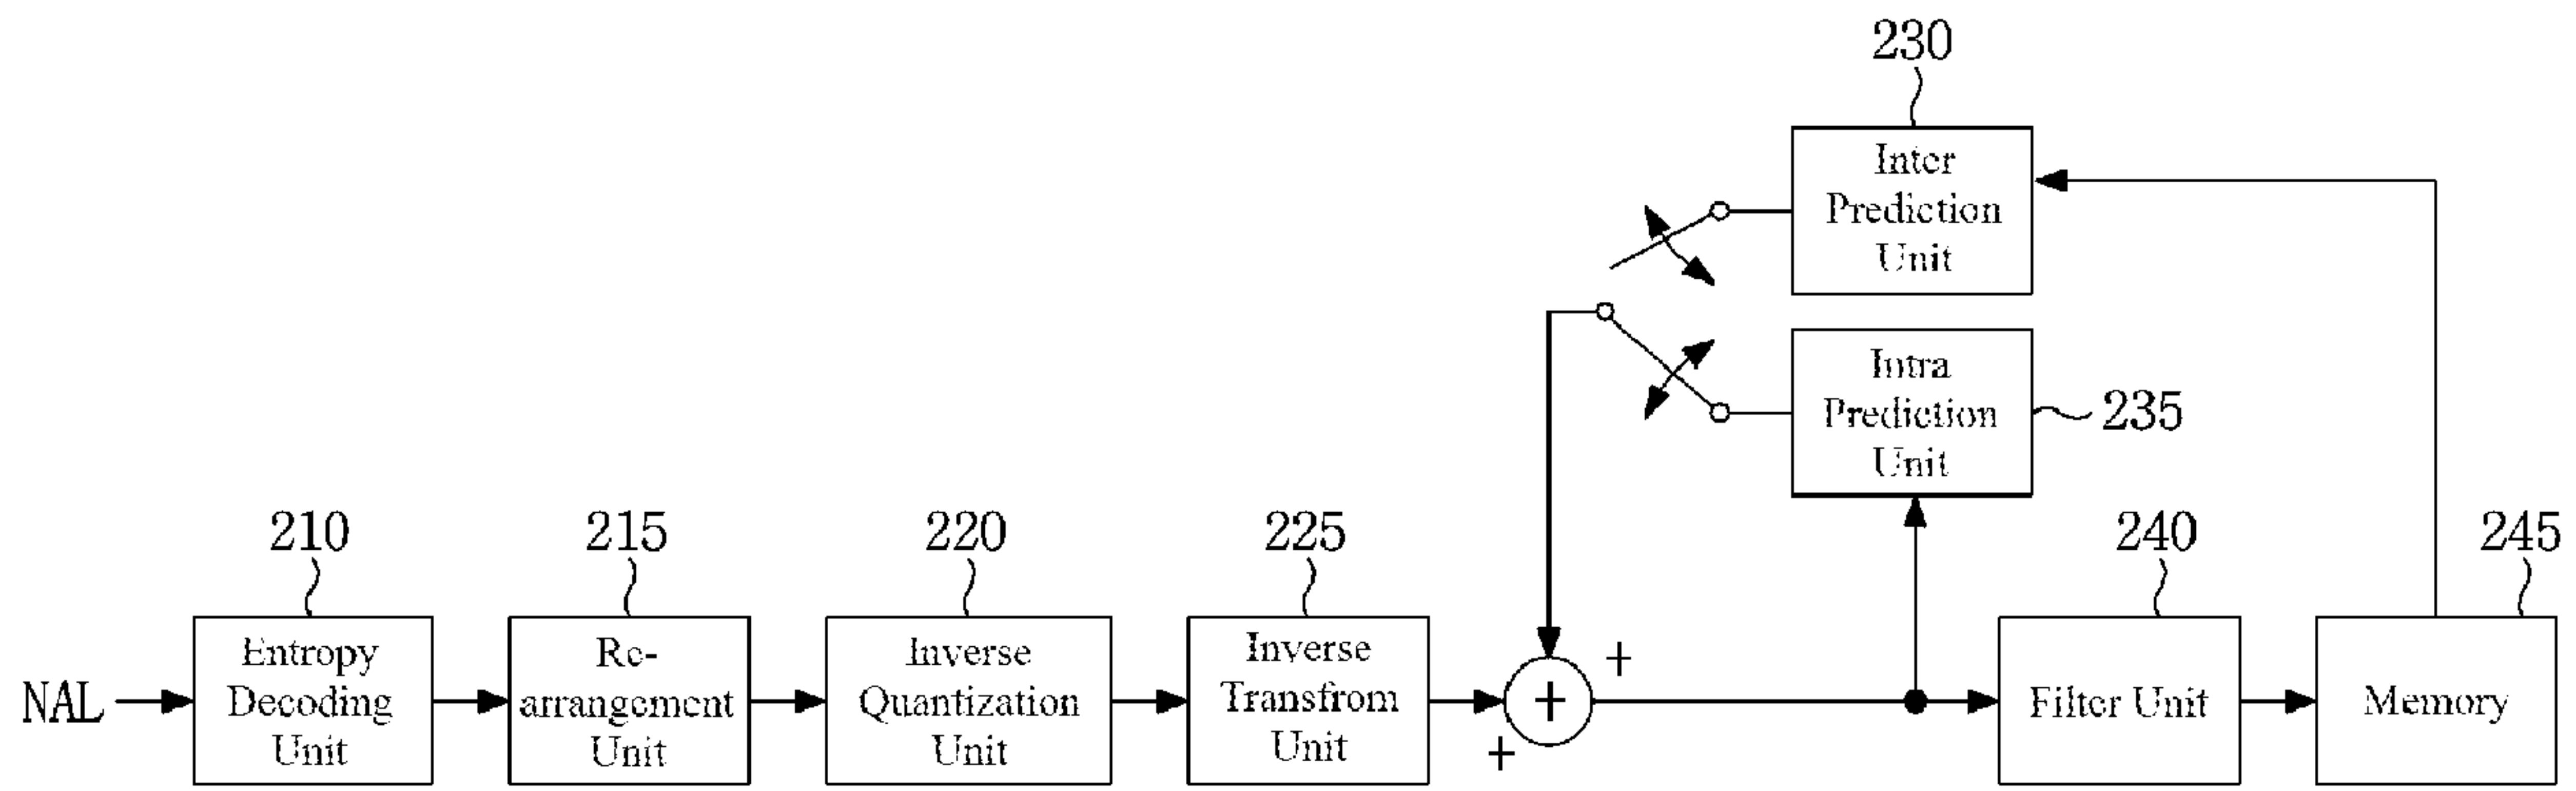 230
Inter
Prediction
Unit
Intra
Prediction
Unit
235
210
215
220
225
240
245
NAL
Entropy
Decoding
Unit
Re-
arrangement
Unit
Inverse
Quantization
Unit
Inverse
Transfrom
Unit
+
+
+
Filter Unit
Memory